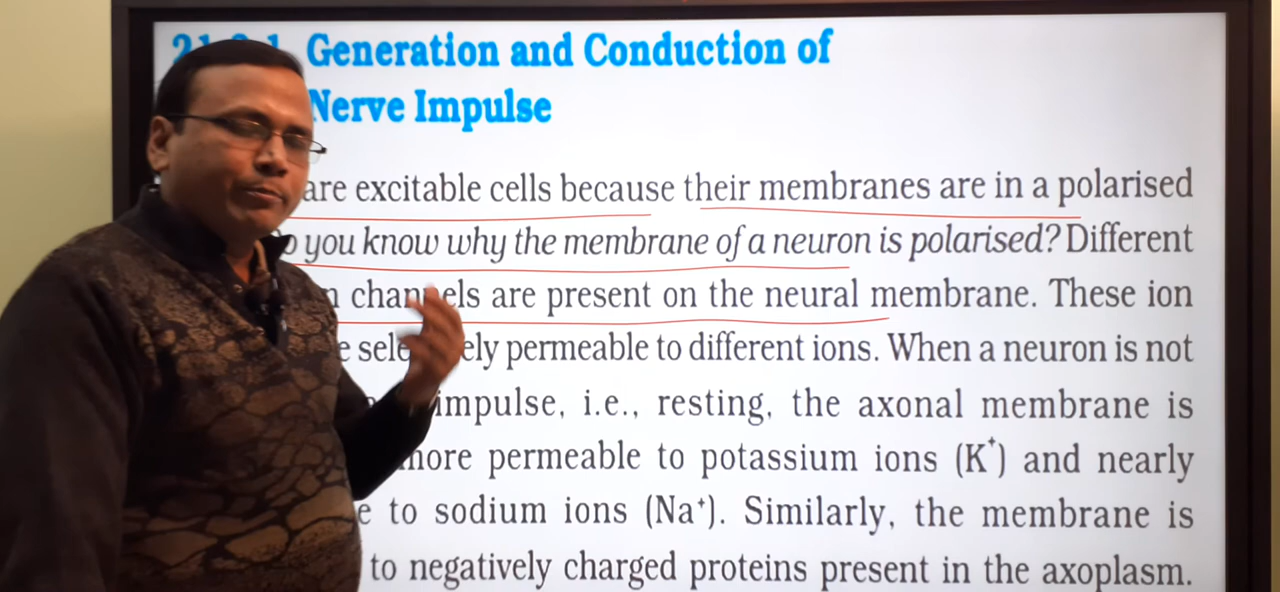 Generation and Conduction of
Nerve Impulse
are excitable cells because their membranes are in a polarised
you know why the membrane of a neuron is polarised? Different
channels are present on the neural membrane. These ion
permeable to different ions. When a neuron is not
impulse, i.e., resting, the axonal membrane is
more permeable to potassium ions (K⁺) and nearly
to sodium ions (Na⁺). Similarly, the membrane is
to negatively charged proteins present in the axoplasm.